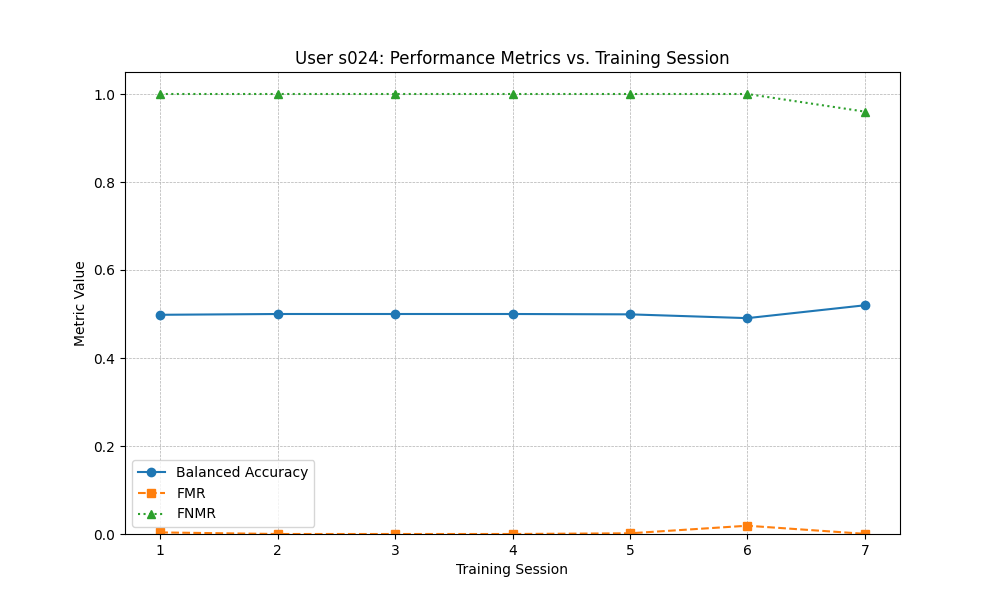 User s024: Performance Metrics vs. Training Session
Metric Value
1.0
0.8
0.6
0.4
0.2
0.0
Balanced Accuracy
FMR
FNMR
1 2 3 4 5 6 7
Training Session